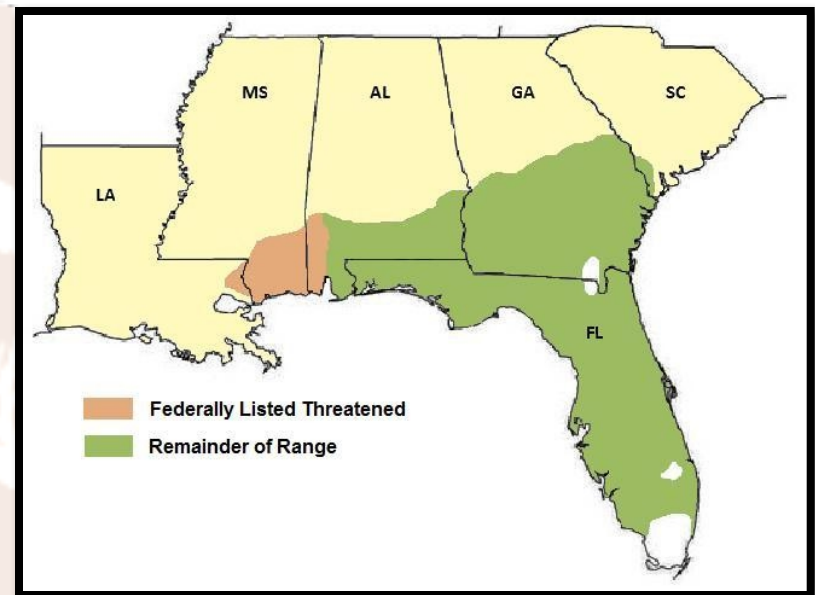 MS
AL
GA
SC
LA
FL
Federally Listed Threatened
Remainder of Range